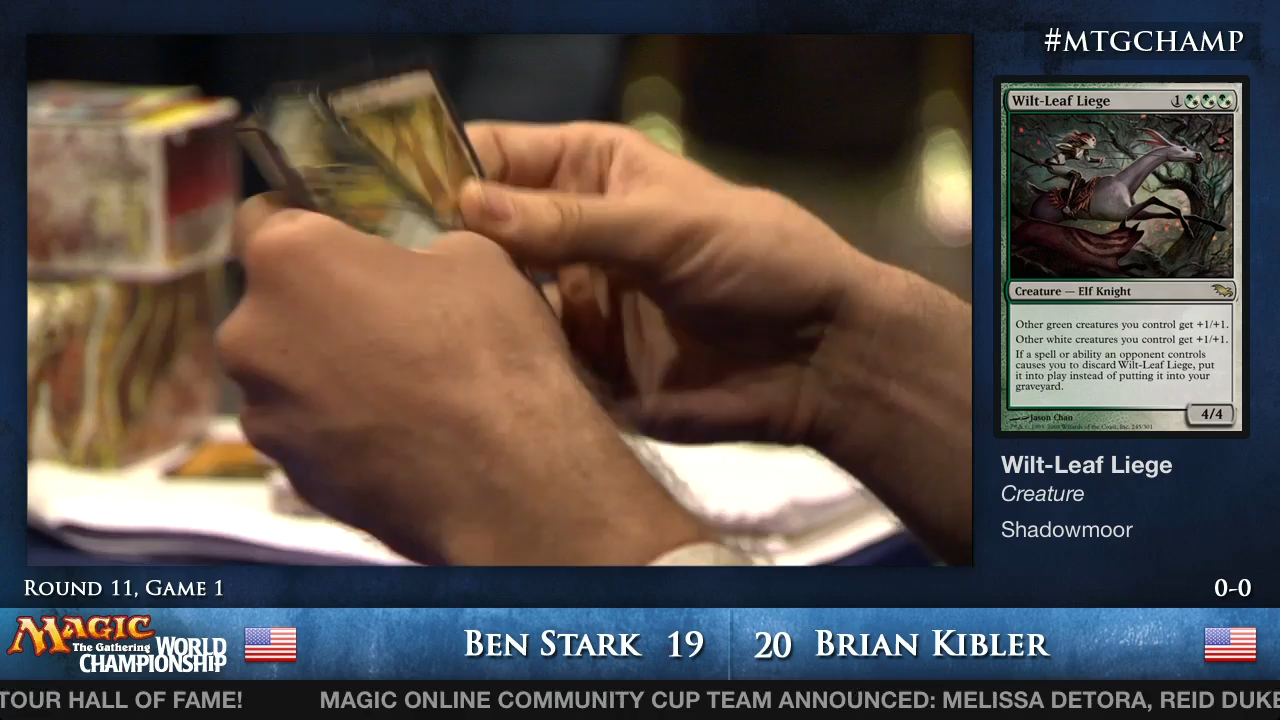 #MTGCHAMP
Wilt-Leaf Liege 1
Creature — Elf Knight
Other green creatures you control get +1/+1.
Other white creatures you control get +1/+1.
If a spell or ability an opponent controls
causes you to discard Wilt-Leaf Liege, put
it into play instead of putting it into your
graveyard.
4/4
Jason Chan
Wilt-Leaf Liege
Creature
Shadowmoor
Round 11, Game 1
0-0
Magic
The Gathering
World
Championship
Ben Stark 19
20 Brian Kibler
TOUR HALL OF FAME! MAGIC ONLINE COMMUNITY CUP TEAM ANNOUNCED: MELISSA DETORA, REID DUKE